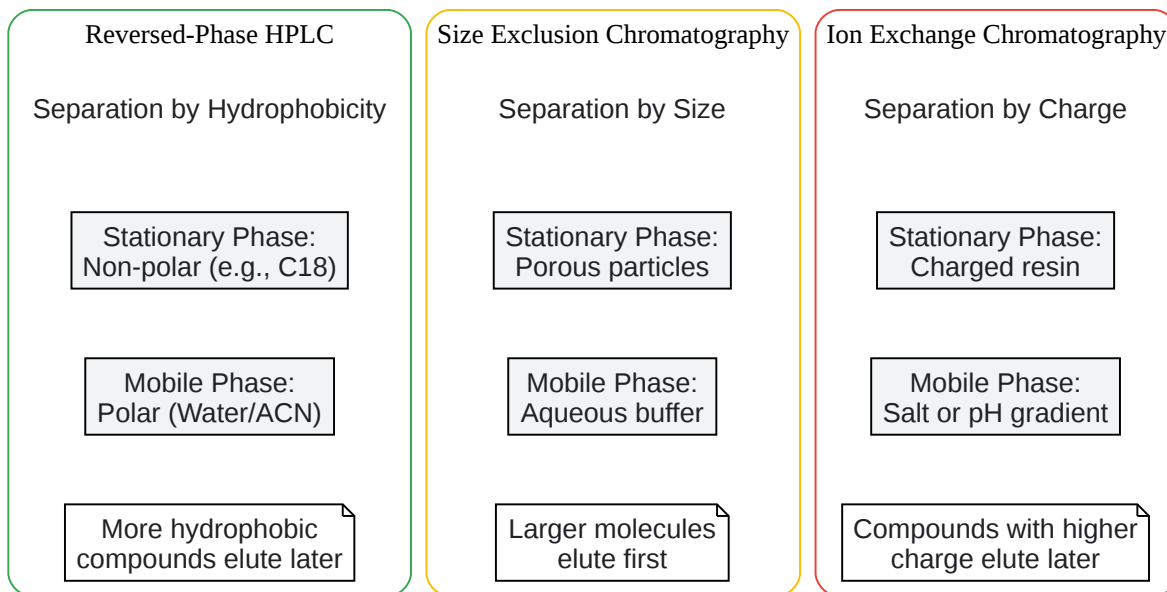 Reversed-Phase HPLC
Separation by Hydrophobicity
Stationary Phase:
Non-polar (e.g., C18)
Mobile Phase:
Polar (Water/ACN)
More hydrophobic
compounds elute later
Size Exclusion Chromatography
Separation by Size
Stationary Phase:
Porous particles
Mobile Phase:
Aqueous buffer
Larger molecules
elute first
Ion Exchange Chromatography
Separation by Charge
Stationary Phase:
Charged resin
Mobile Phase:
Salt or pH gradient
Compounds with higher
charge elute later